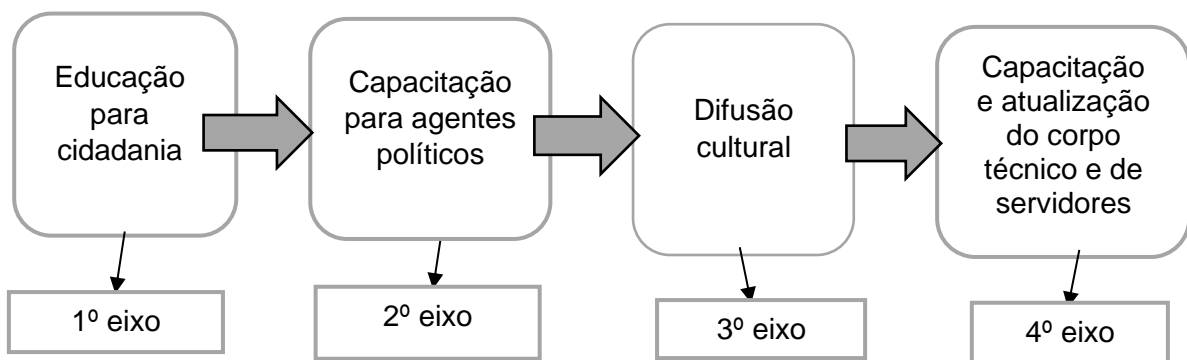 Educação
para
cidadania
Capacitação
para agentes
políticos
Difusão
cultural
Capacitação
e atualização
do corpo
técnico e de
servidores
1º eixo
2º eixo
3º eixo
4º eixo